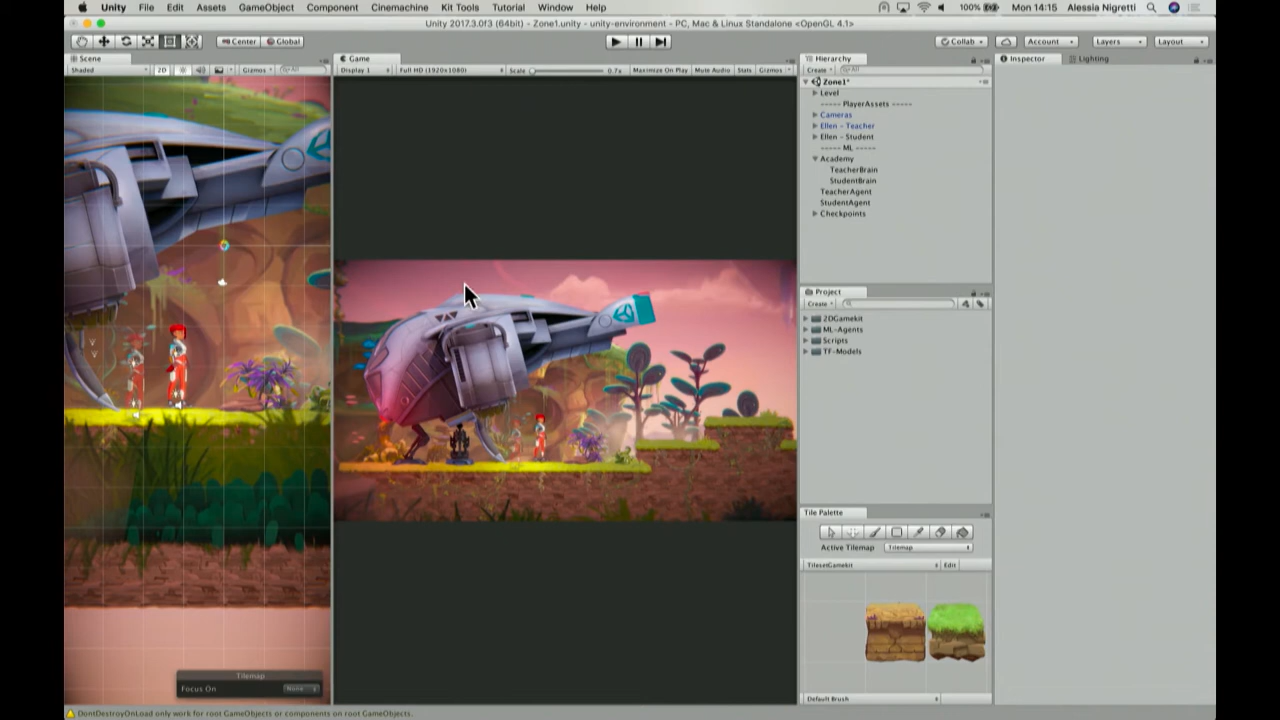 Unity File Edit Assets GameObject Component Cinemachine Kit Tools Tutorial Window Help 100% Mon 14:15 Alessia Nigretti
Unity 2017.3.0f3 (64bit) - Zone1.unity - unity-environment - PC, Mac & Linux Standalone <OpenGL 4.1>
Center Global Collab Account Layers Layout
Scene
Shaded 2D Gizmos All
Game
Display 1 Full HD (1920x1080) Scale 0.7x Maximize On Play Mute Audio Stats Gizmos
Hierarchy
Create All
Zone1*
Level
----- PlayerAssets -----
Cameras
Ellen - Teacher
Ellen - Student
----- ML -----
Academy
TeacherBrain
StudentBrain
TeacherAgent
StudentAgent
Checkpoints
Project
Create
2DGamekit
ML-Agents
Scripts
TF-Models
Tile Palette
Active Tilemap Tilemap
TilesetGamekit Edit
Default Brush
Inspector Lighting
Tilemap
Focus On None
DontDestroyOnLoad only work for root GameObjects or components on root GameObjects.